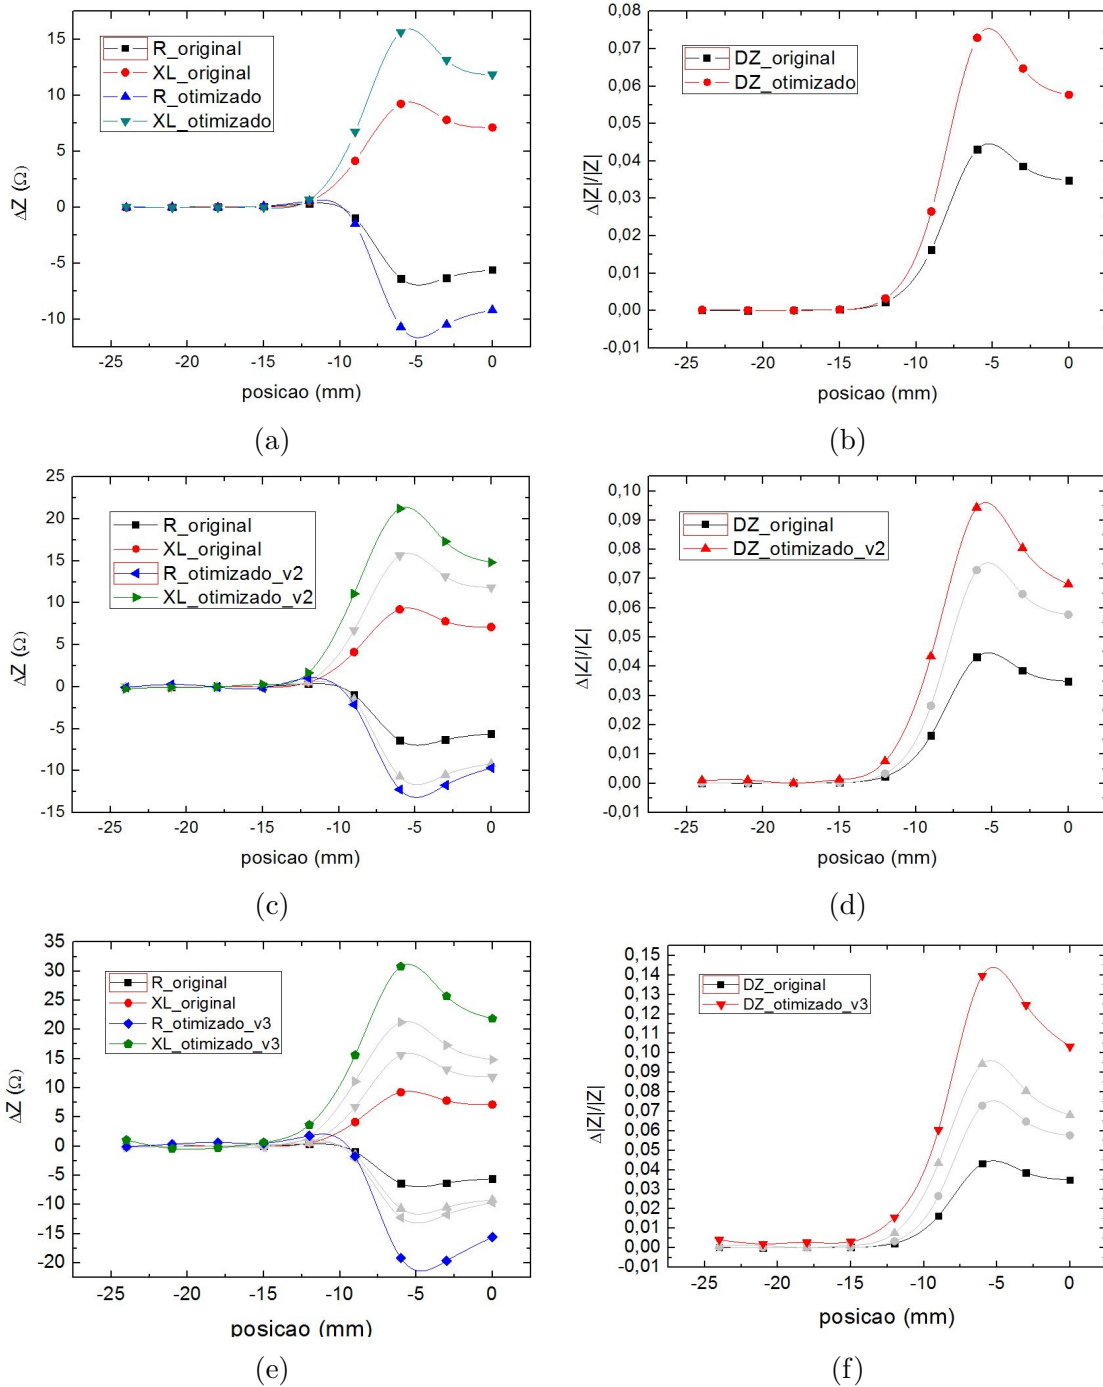 15
10
5
0
-5
-10
ΔZ (Ω)
R_original
XL_original
R_otimizado
XL_otimizado
-25 -20 -15 -10 -5 0
posicao (mm)
(a)
0,08
0,07
0,06
0,05
0,04
0,03
0,02
0,01
0,00
-0,01
Δ|Z|/|Z|
DZ_original
DZ_otimizado
-25 -20 -15 -10 -5 0
posicao (mm)
(b)
25
20
15
10
5
0
-5
-10
-15
ΔZ (Ω)
R_original
XL_original
R_otimizado_v2
XL_otimizado_v2
-25 -20 -15 -10 -5 0
posicao (mm)
(c)
0,10
0,09
0,08
0,07
0,06
0,05
0,04
0,03
0,02
0,01
0,00
-0,01
Δ|Z|/|Z|
DZ_original
DZ_otimizado_v2
-25 -20 -15 -10 -5 0
posicao (mm)
(d)
35
30
25
20
15
10
5
0
-5
-10
-15
-20
ΔZ (Ω)
R_original
XL_original
R_otimizado_v3
XL_otimizado_v3
-25 -20 -15 -10 -5 0
posicao (mm)
(e)
0,15
0,14
0,13
0,12
0,11
0,10
0,09
0,08
0,07
0,06
0,05
0,04
0,03
0,02
0,01
0,00
-0,01
Δ|Z|/|Z|
DZ_original
DZ_otimizado_v3
-25 -20 -15 -10 -5 0
posicao (mm)
(f)